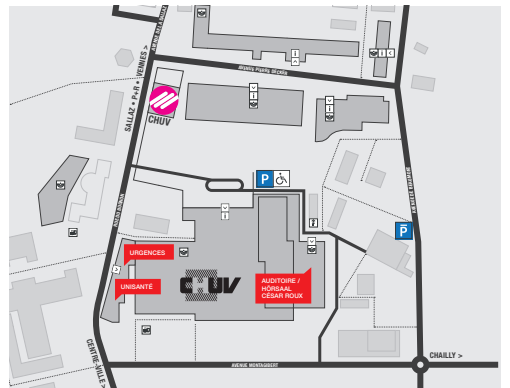 SALLAZ • P+R • VENNES >
CHUV
P
P
URGENCES
UNISANTÉ
CHUV
AUDITOIRE /
HÖRSAAL
CÉSAR ROUX
CENTRE-VILLE >
AVENUE MONTAGIBERT
CHAILLY >